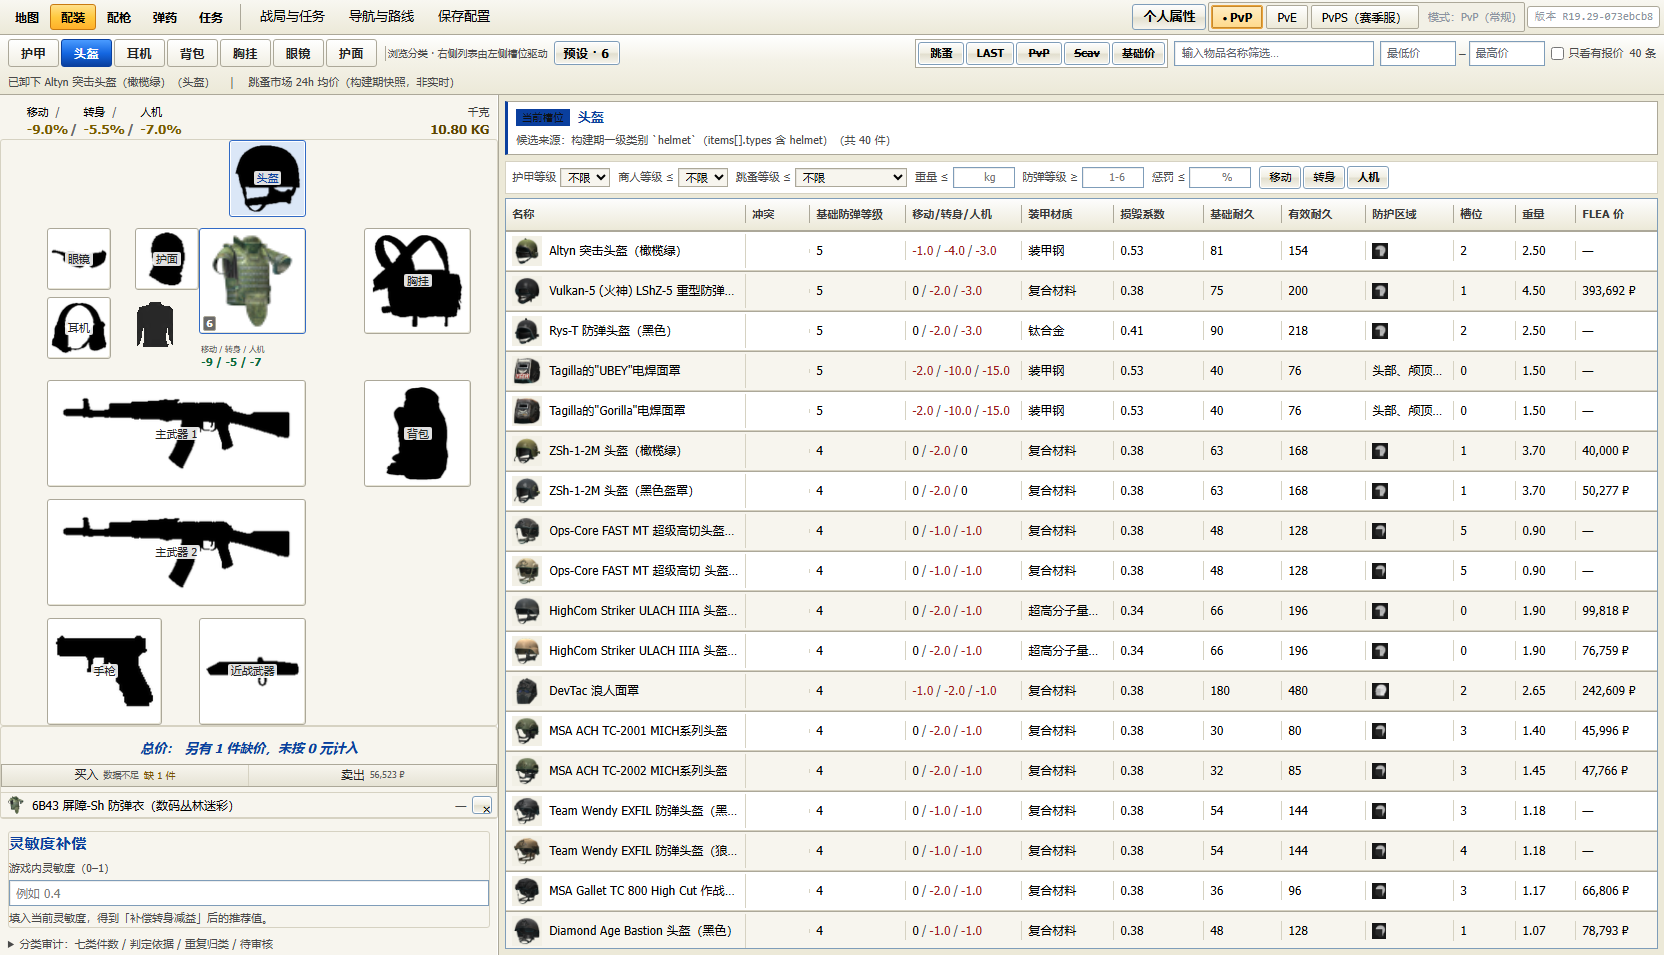 地图 配装 配枪 弹药 任务 战局与任务 导航与路线 保存配置 个人属性 • PvP PvE PvPS（赛季服） 模式：PvP（常规） 版本 R19.29-073ebcb8
护甲 头盔 耳机 背包 胸挂 眼镜 护面 浏览分类 · 右侧列表由左侧槽位驱动 预设 · 6 跳蚤 LAST PvP Scav 基础价 输入物品名称筛选... 最低价 – 最高价 只看有报价 40 条
已卸下 Altyn 突击头盔（橄榄绿）（头盔） | 跳蚤市场 24h 均价（构建期快照，非实时）
移动 / 转身 / 人机 千克
-9.0% / -5.5% / -7.0% 10.80 KG
头盔
眼镜 护面 胸挂
耳机 6
移动 / 转身 / 人机
-9 / -5 / -7
主武器 1 背包
主武器 2
手枪 近战武器
总价： 另有 1 件缺价，未按 0 元计入
买入 数据不足 缺 1 件 卖出 56,523 ₽
6B43 屏障-Sh 防弹衣（数码丛林迷彩） — ×
灵敏度补偿
游戏内灵敏度（0–1）
例如 0.4
填入当前灵敏度，得到「补偿转身减益」后的推荐值。
▶ 分类审计：七类件数 / 判定依据 / 重复归类 / 待审核
当前槽位 头盔
候选来源：构建期一级类别 `helmet`（items[].types 含 helmet）（共 40 件）
护甲等级 不限 商人等级 ≤ 不限 跳蚤等级 ≤ 不限 重量 ≤ kg 防弹等级 ≥ 1-6 惩罚 ≤ % 移动 转身 人机
名称 冲突 基础防弹等级 移动/转身/人机 装甲材质 损毁系数 基础耐久 有效耐久 防护区域 槽位 重量 FLEA 价
Altyn 突击头盔（橄榄绿） 5 -1.0 / -4.0 / -3.0 装甲钢 0.53 81 154 2 2.50 —
Vulkan-5 (火神) LShZ-5 重型防弹... 5 0 / -2.0 / -3.0 复合材料 0.38 75 200 1 4.50 393,692 ₽
Rys-T 防弹头盔（黑色） 5 0 / -2.0 / -3.0 钛合金 0.41 90 218 2 2.50 —
Tagilla的"UBEY"电焊面罩 5 -2.0 / -10.0 / -15.0 装甲钢 0.53 40 76 头部、颅顶... 0 1.50 —
Tagilla的"Gorilla"电焊面罩 5 -2.0 / -10.0 / -15.0 装甲钢 0.53 40 76 头部、颅顶... 0 1.50 —
ZSh-1-2M 头盔（橄榄绿） 4 0 / -2.0 / 0 复合材料 0.38 63 168 1 3.70 40,000 ₽
ZSh-1-2M 头盔（黑色盔罩） 4 0 / -2.0 / 0 复合材料 0.38 63 168 1 3.70 50,277 ₽
Ops-Core FAST MT 超级高切头盔... 4 0 / -1.0 / -1.0 复合材料 0.38 48 128 5 0.90 —
Ops-Core FAST MT 超级高切 头盔... 4 0 / -1.0 / -1.0 复合材料 0.38 48 128 5 0.90 —
HighCom Striker ULACH IIIA 头盔... 4 0 / -2.0 / -1.0 超高分子量... 0.34 66 196 0 1.90 99,818 ₽
HighCom Striker ULACH IIIA 头盔... 4 0 / -2.0 / -1.0 超高分子量... 0.34 66 196 0 1.90 76,759 ₽
DevTac 浪人面罩 4 -1.0 / -2.0 / -1.0 复合材料 0.38 180 480 2 2.65 242,609 ₽
MSA ACH TC-2001 MICH系列头盔 4 0 / -2.0 / -1.0 复合材料 0.38 30 80 3 1.40 45,996 ₽
MSA ACH TC-2002 MICH系列头盔 4 0 / -2.0 / -1.0 复合材料 0.38 32 85 3 1.45 47,766 ₽
Team Wendy EXFIL 防弹头盔（黑... 4 0 / -1.0 / -1.0 复合材料 0.38 54 144 3 1.18 —
Team Wendy EXFIL 防弹头盔（狼... 4 0 / -1.0 / -1.0 复合材料 0.38 54 144 4 1.18 —
MSA Gallet TC 800 High Cut 作战... 4 0 / -2.0 / -1.0 复合材料 0.38 36 96 3 1.17 66,806 ₽
Diamond Age Bastion 头盔（黑色） 4 0 / -1.0 / -1.0 复合材料 0.38 48 128 1 1.07 78,793 ₽